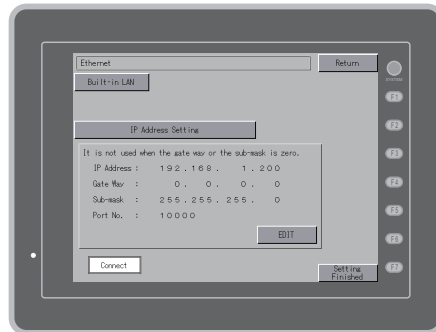 Ethernet
Return
Built-in LAN
SYSTEM
F1
F2
IP Address Setting
F3
It is not used when the gate way or the sub-mask is zero.
IP Address : 192.168. 1.200
F4
Gate Way : 0. 0. 0. 0
Sub-mask : 255.255.255. 0
F5
Port No. : 10000
EDIT
F6
Connect
Setting
Finished
F7